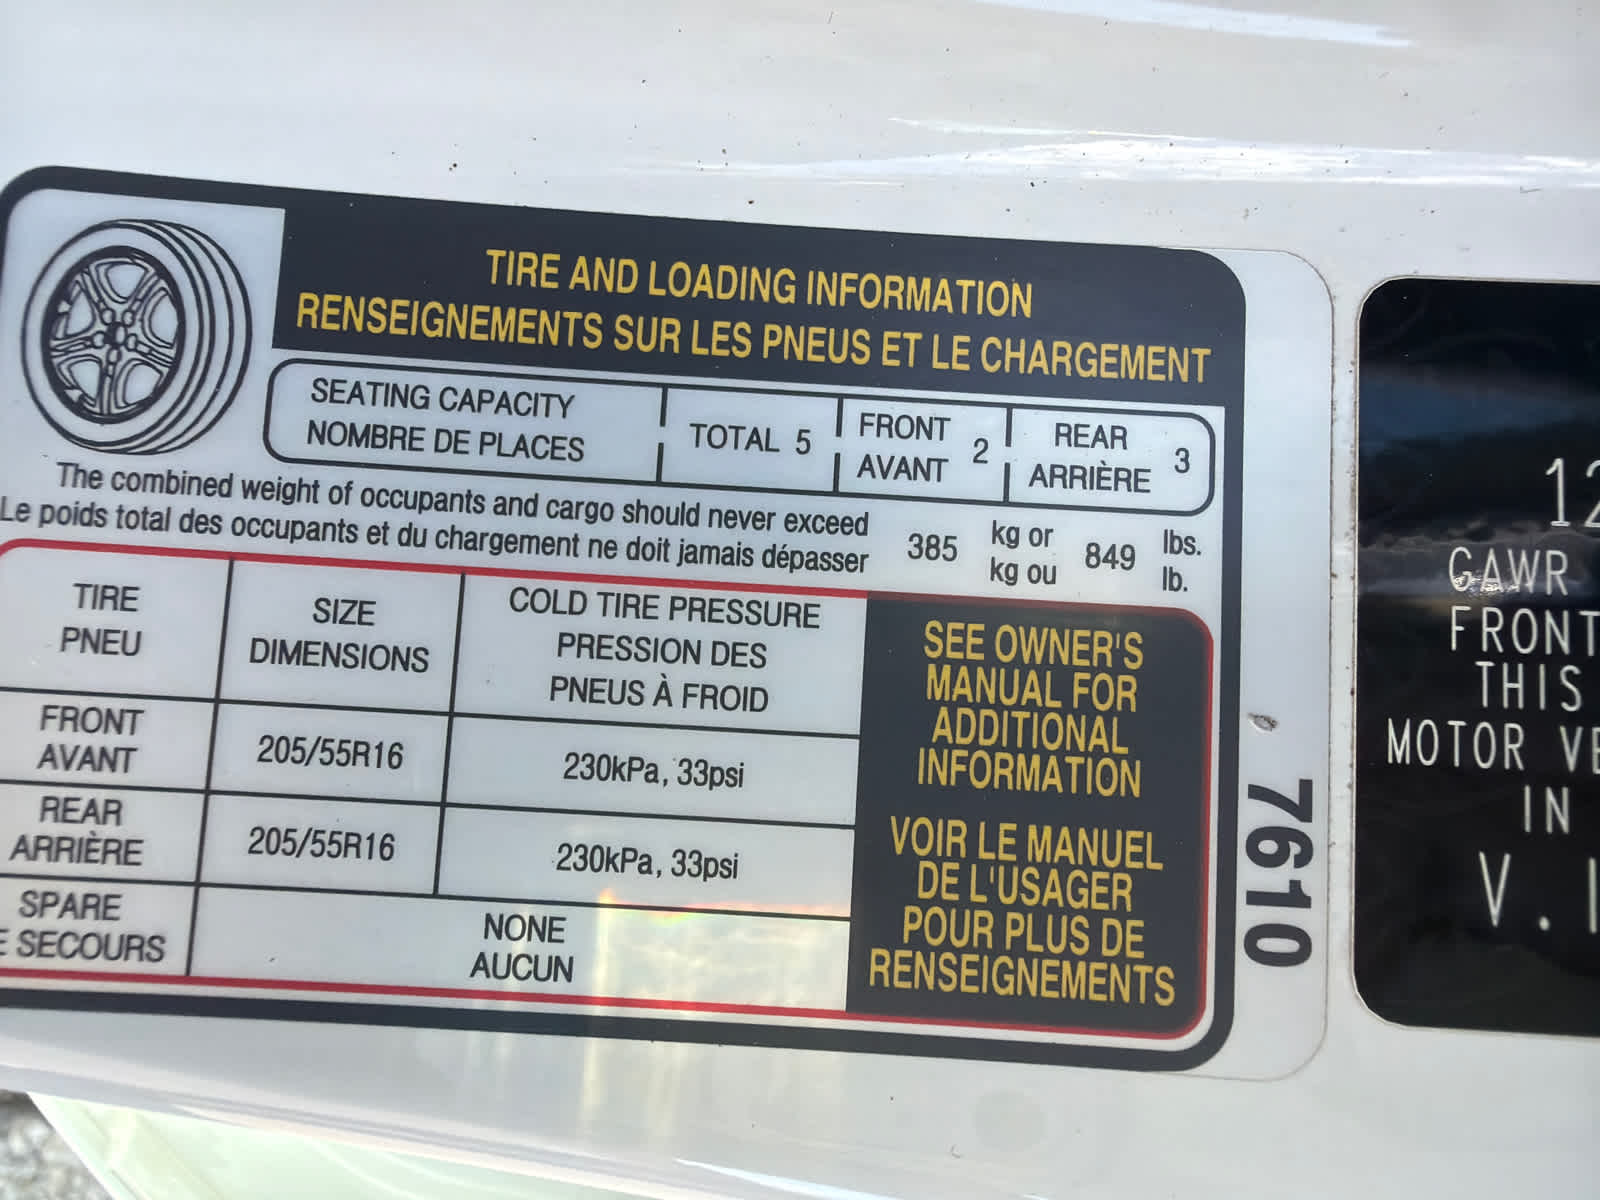 TIRE AND LOADING INFORMATION
RENSEIGNEMENTS SUR LES PNEUS ET LE CHARGEMENT
SEATING CAPACITY
NOMBRE DE PLACES
TOTAL 5
FRONT
AVANT
2
REAR
ARRIÈRE
3
The combined weight of occupants and cargo should never exceed
Le poids total des occupants et du chargement ne doit jamais dépasser
385
kg or
kg ou
849
lbs.
lb.
TIRE
PNEU
SIZE
DIMENSIONS
COLD TIRE PRESSURE
PRESSION DES
PNEUS À FROID
FRONT
AVANT
205/55R16
230kPa, 33psi
REAR
ARRIÈRE
205/55R16
230kPa, 33psi
SPARE
SECOURS
NONE
AUCUN
SEE OWNER'S
MANUAL FOR
ADDITIONAL
INFORMATION
VOIR LE MANUEL
DE L'USAGER
POUR PLUS DE
RENSEIGNEMENTS
7610
12
GAWR
FRONT
THIS
MOTOR VE
IN
V.I